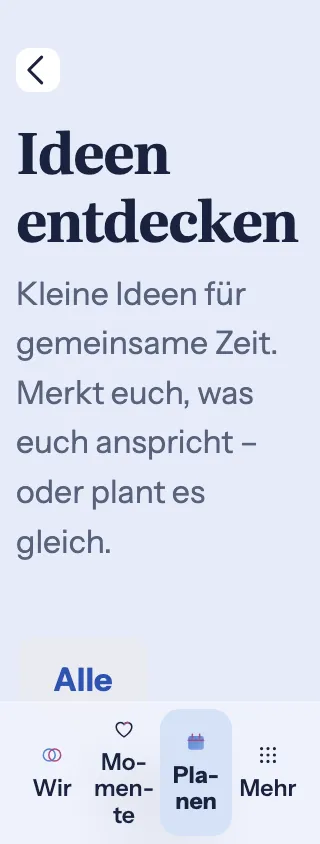 Ideen
entdecken
Kleine Ideen für
gemeinsame Zeit.
Merkt euch, was
euch anspricht –
oder plant es
gleich.
Alle
Wir
Mo-
men-
te
Pla-
nen
Mehr